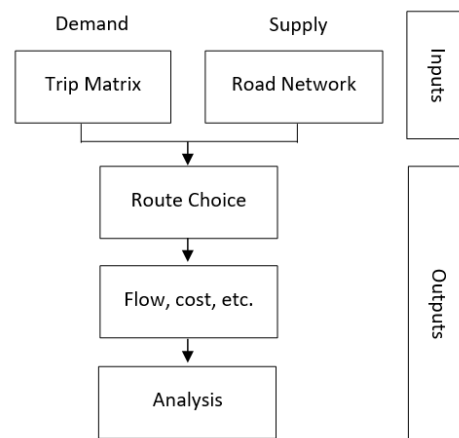 Demand
Supply
Trip Matrix
Road Network
Inputs
Route Choice
Flow, cost, etc.
Outputs
Analysis